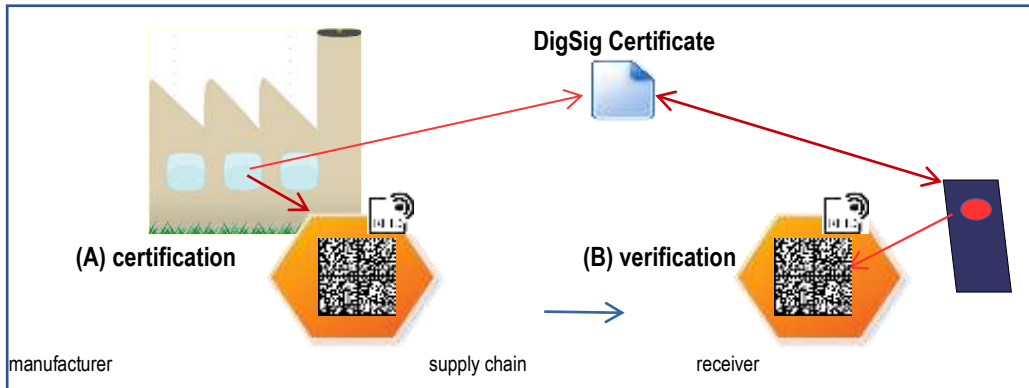 DigSig Certificate
(A) certification
(B) verification
manufacturer
supply chain
receiver